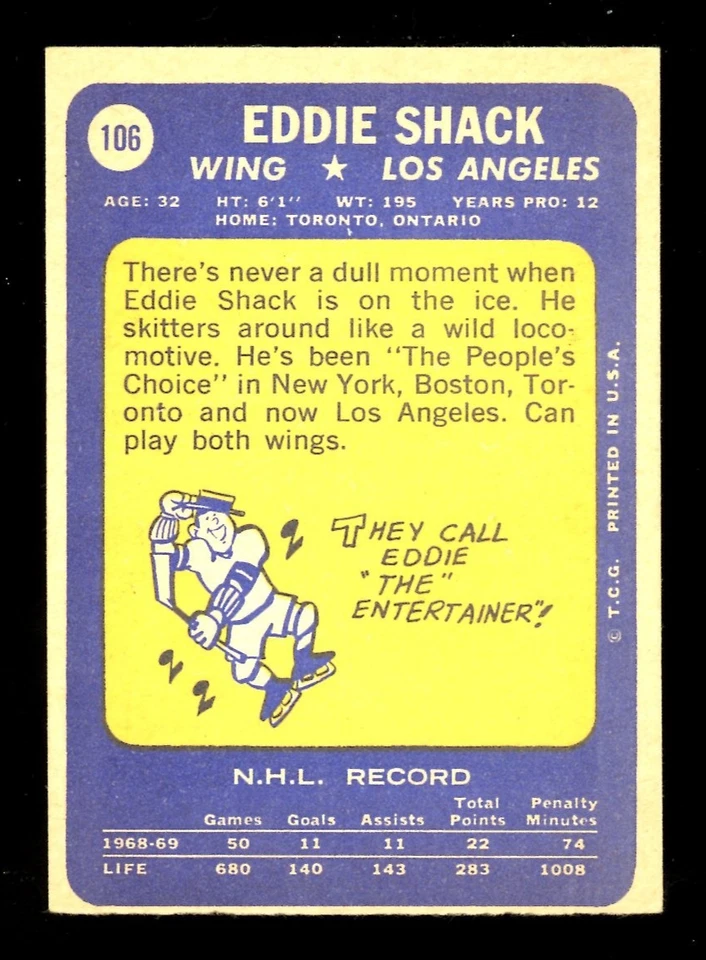 106
EDDIE SHACK
WING ★ LOS ANGELES
AGE: 32 HT: 6'1" WT: 195 YEARS PRO: 12
HOME: TORONTO, ONTARIO
There's never a dull moment when
Eddie Shack is on the ice. He
skitters around like a wild loco-
motive. He's been "The People's
Choice" in New York, Boston, Tor-
onto and now Los Angeles. Can
play both wings.
THEY CALL
EDDIE
"THE"
ENTERTAINER"!
© T.C.G. PRINTED IN U.S.A.
N.H.L. RECORD
Games Goals Assists Total Points Penalty Minutes
1968-69 50 11 11 22 74
LIFE 680 140 143 283 1008